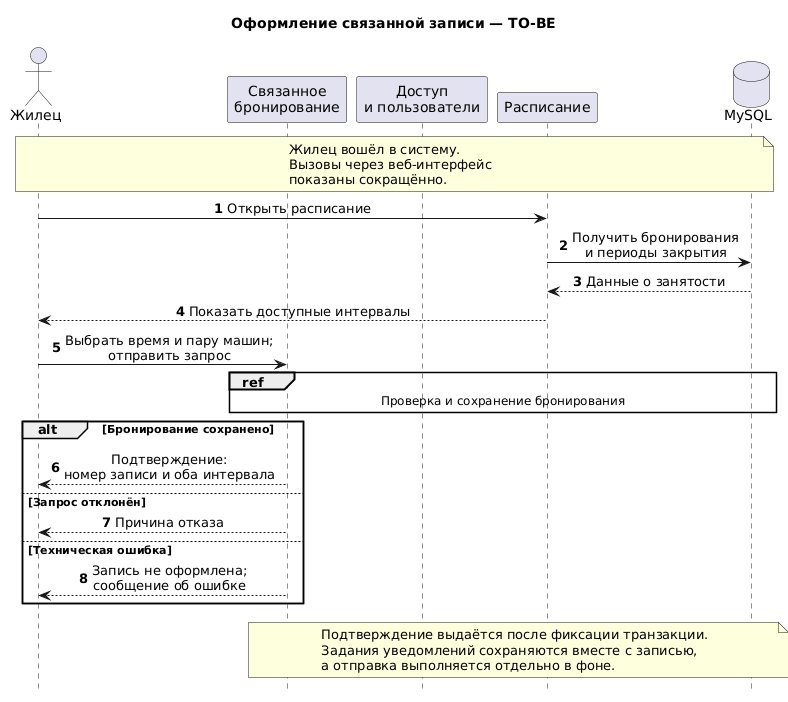 Оформление связанной записи — TO-BE
Жилец
Связанное
бронирование
Доступ
и пользователи
Расписание
MySQL
Жилец вошёл в систему.
Вызовы через веб-интерфейс
показаны сокращённо.
1 Открыть расписание
2 Получить бронирования
и периоды закрытия
3 Данные о занятости
4 Показать доступные интервалы
5 Выбрать время и пару машин;
отправить запрос
ref
Проверка и сохранение бронирования
alt [Бронирование сохранено]
6 Подтверждение:
номер записи и оба интервала
[Запрос отклонён]
7 Причина отказа
[Техническая ошибка]
8 Запись не оформлена;
сообщение об ошибке
Подтверждение выдаётся после фиксации транзакции.
Задания уведомлений сохраняются вместе с записью,
а отправка выполняется отдельно в фоне.